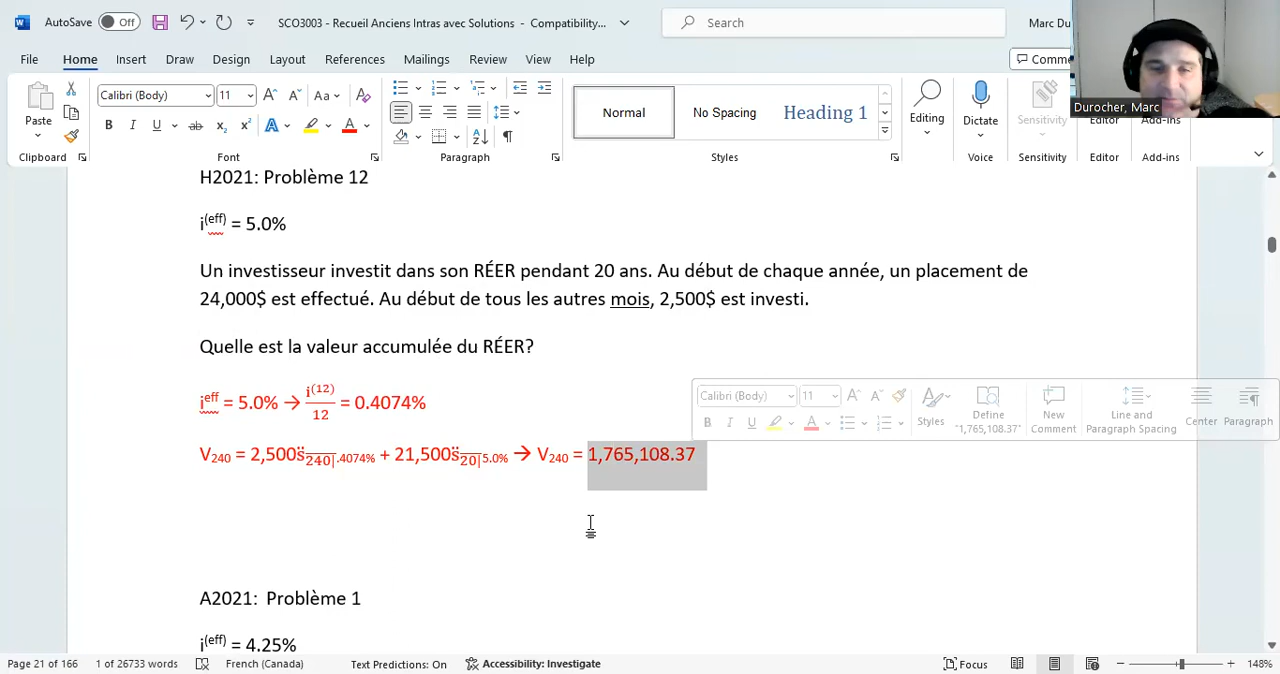 AutoSave Off SCO3003 - Recueil Anciens Intras avec Solutions - Compatibility... Search Marc Du
File Home Insert Draw Design Layout References Mailings Review View Help Comme
Durocher, Marc
Paste Calibri (Body) 11 A A Aa A
B I U ab x₂ x² A A
Normal No Spacing Heading 1
Editing Dictate Sensitivity Editor Add-ins
Clipboard Font Paragraph Styles Voice Sensitivity Editor Add-ins
H2021: Problème 12
i⁽ᵉᶠᶠ⁾ = 5.0%
Un investisseur investit dans son RÉER pendant 20 ans. Au début de chaque année, un placement de
24,000$ est effectué. Au début de tous les autres mois, 2,500$ est investi.
Quelle est la valeur accumulée du RÉER?
iᵉᶠᶠ = 5.0% → i⁽¹²⁾/12 = 0.4074%
V₂₄₀ = 2,500s̈ 240|.4074% + 21,500s̈ 20|5.0% → V₂₄₀ = 1,765,108.37
Calibri (Body) 11 A A
B I U A
Styles Define "1,765,108.37" New Comment Line and Paragraph Spacing Center Paragraph
A2021: Problème 1
i⁽ᵉᶠᶠ⁾ = 4.25%
Page 21 of 166 1 of 26733 words French (Canada) Text Predictions: On Accessibility: Investigate Focus 148%